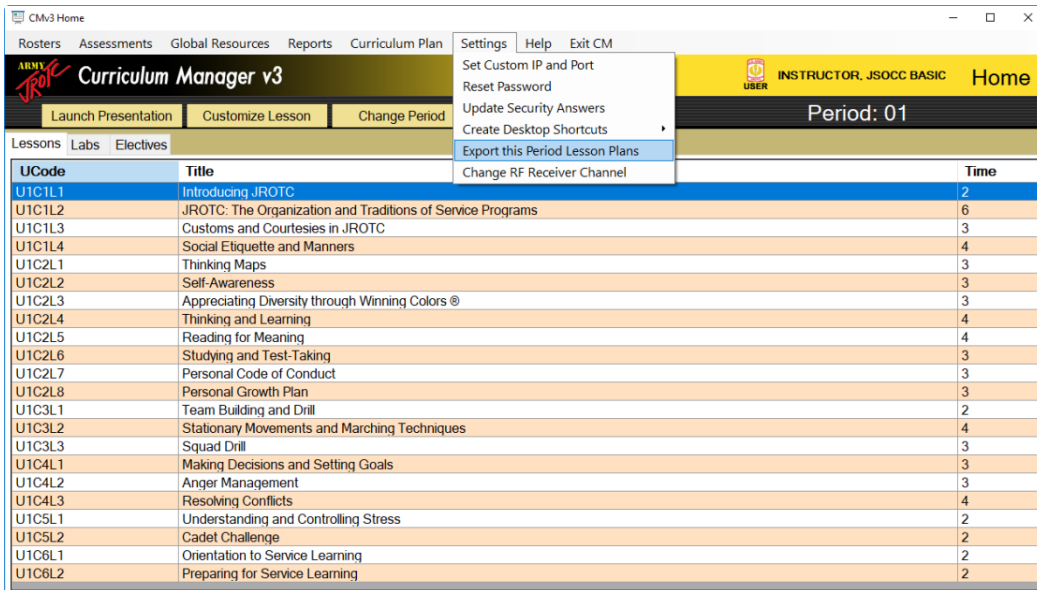 CMv3 Home
Rosters Assessments Global Resources Reports Curriculum Plan Settings Help Exit CM
Set Custom IP and Port
Reset Password
Update Security Answers
Create Desktop Shortcuts
Export this Period Lesson Plans
Change RF Receiver Channel
ARMY JROTC Curriculum Manager v3
USER INSTRUCTOR, JSOCC BASIC Home
Launch Presentation Customize Lesson Change Period Period: 01
Lessons Labs Electives
UCode Title Time
U1C1L1 Introducing JROTC 2
U1C1L2 JROTC: The Organization and Traditions of Service Programs 6
U1C1L3 Customs and Courtesies in JROTC 3
U1C1L4 Social Etiquette and Manners 4
U1C2L1 Thinking Maps 3
U1C2L2 Self-Awareness 3
U1C2L3 Appreciating Diversity through Winning Colors ® 3
U1C2L4 Thinking and Learning 4
U1C2L5 Reading for Meaning 4
U1C2L6 Studying and Test-Taking 3
U1C2L7 Personal Code of Conduct 3
U1C2L8 Personal Growth Plan 3
U1C3L1 Team Building and Drill 2
U1C3L2 Stationary Movements and Marching Techniques 4
U1C3L3 Squad Drill 3
U1C4L1 Making Decisions and Setting Goals 3
U1C4L2 Anger Management 3
U1C4L3 Resolving Conflicts 4
U1C5L1 Understanding and Controlling Stress 2
U1C5L2 Cadet Challenge 2
U1C6L1 Orientation to Service Learning 2
U1C6L2 Preparing for Service Learning 2